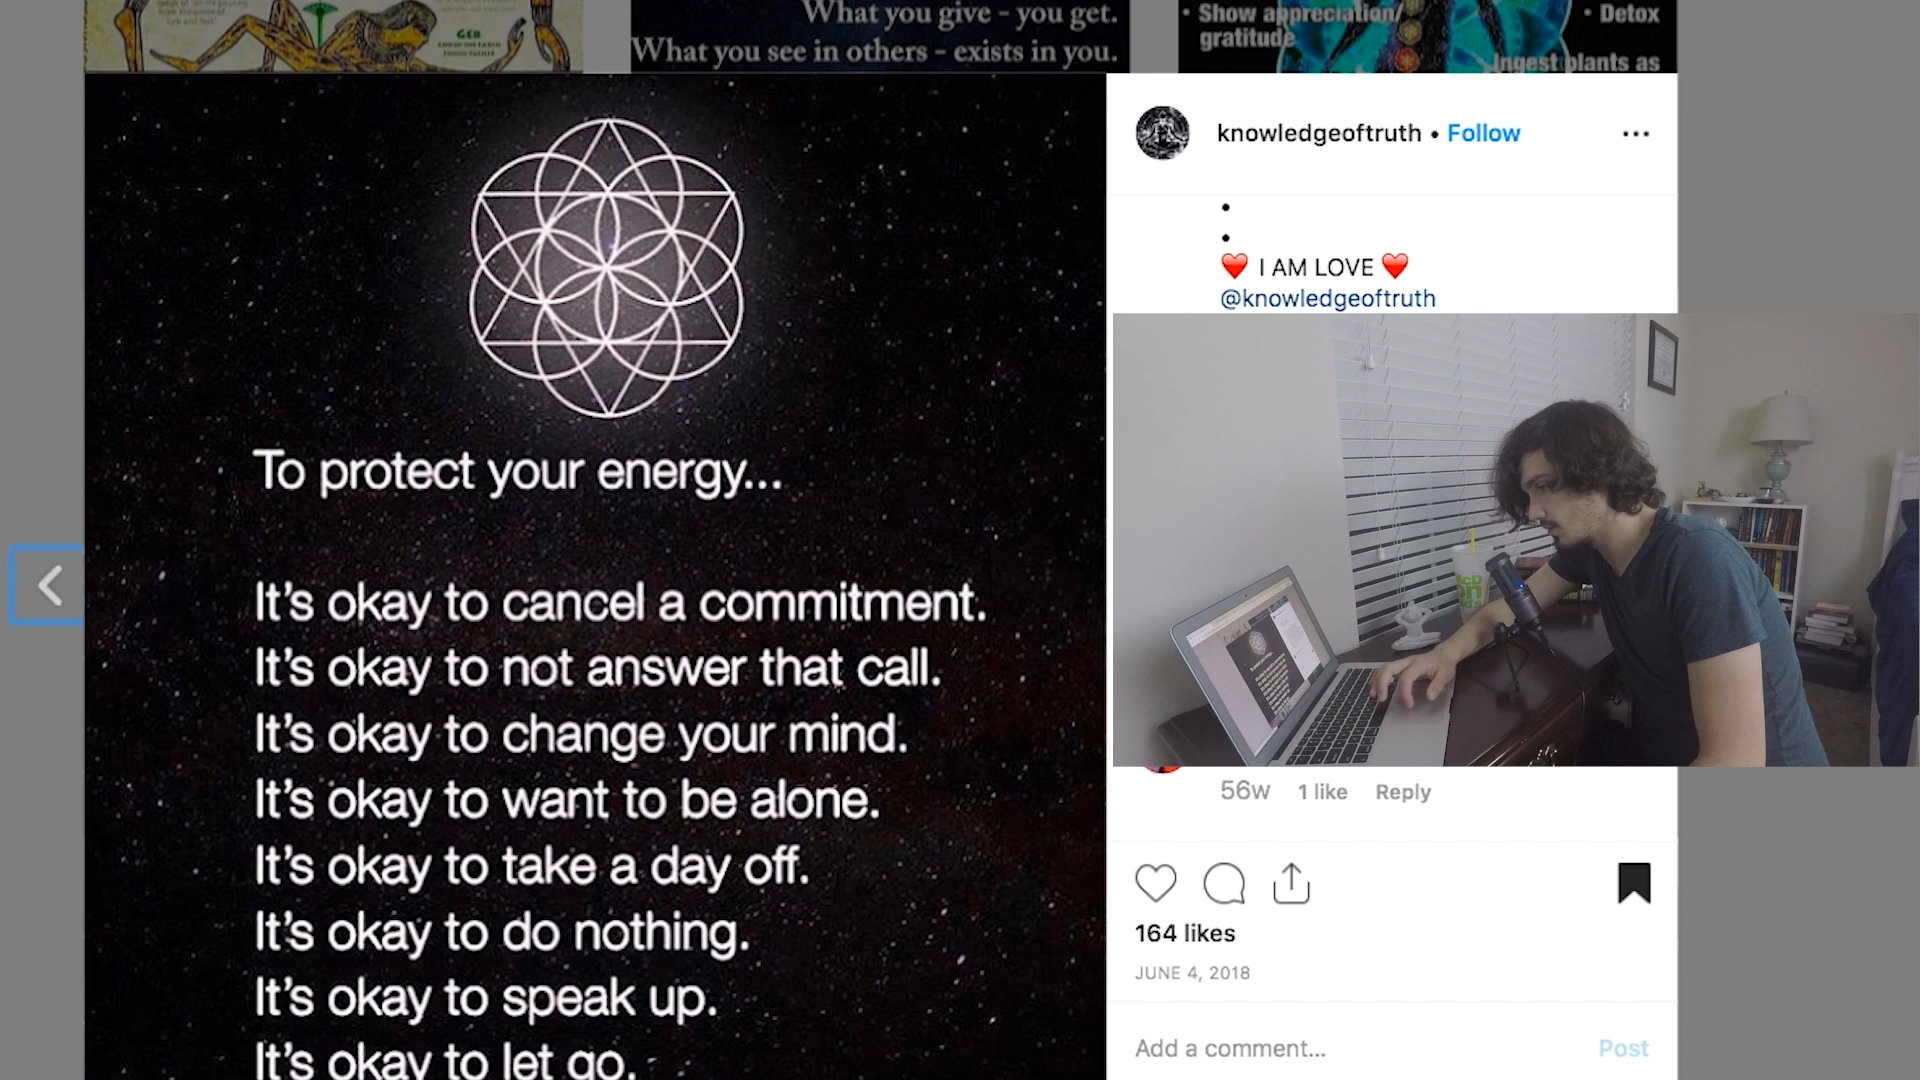 GEB
What you give - you get.
What you see in others - exists in you.
• Show appreciation/
gratitude
• Detox
Ingest plants as
To protect your energy...
It's okay to cancel a commitment.
It's okay to not answer that call.
It's okay to change your mind.
It's okay to want to be alone.
It's okay to take a day off.
It's okay to do nothing.
It's okay to speak up.
It's okay to let go.
knowledgeoftruth • Follow
•
•
❤️ I AM LOVE ❤️
@knowledgeoftruth
56w 1 like Reply
164 likes
JUNE 4, 2018
Add a comment... Post